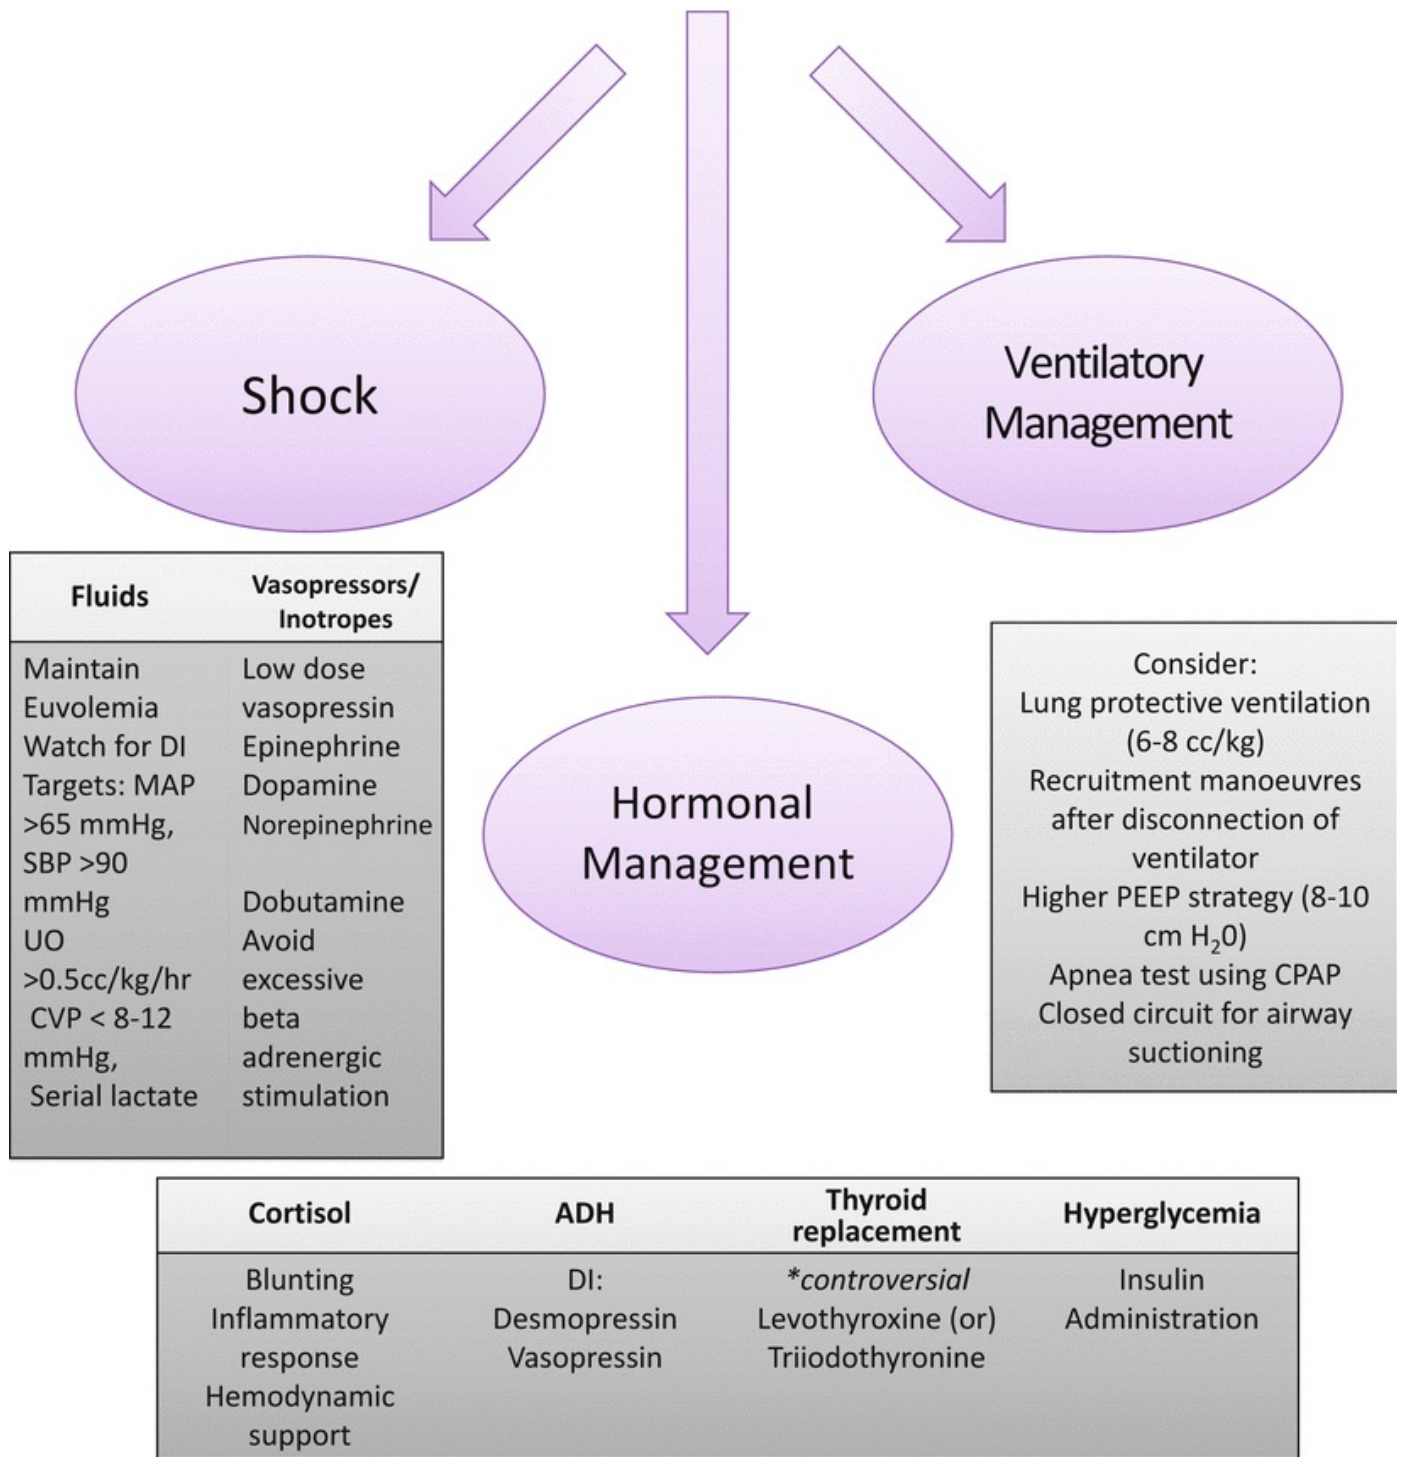 Shock
Ventilatory
Management
Hormonal
Management
Fluids
Maintain
Euvolemia
Watch for DI
Targets: MAP
>65 mmHg,
SBP >90
mmHg
UO
>0.5cc/kg/hr
CVP < 8-12
mmHg,
Serial lactate
Vasopressors/
Inotropes
Low dose
vasopressin
Epinephrine
Dopamine
Norepinephrine
Dobutamine
Avoid
excessive
beta
adrenergic
stimulation
Consider:
Lung protective ventilation
(6-8 cc/kg)
Recruitment manoeuvres
after disconnection of
ventilator
Higher PEEP strategy (8-10
cm H₂0)
Apnea test using CPAP
Closed circuit for airway
suctioning
Cortisol
Blunting
Inflammatory
response
Hemodynamic
support
ADH
DI:
Desmopressin
Vasopressin
Thyroid
replacement
*controversial
Levothyroxine (or)
Triiodothyronine
Hyperglycemia
Insulin
Administration